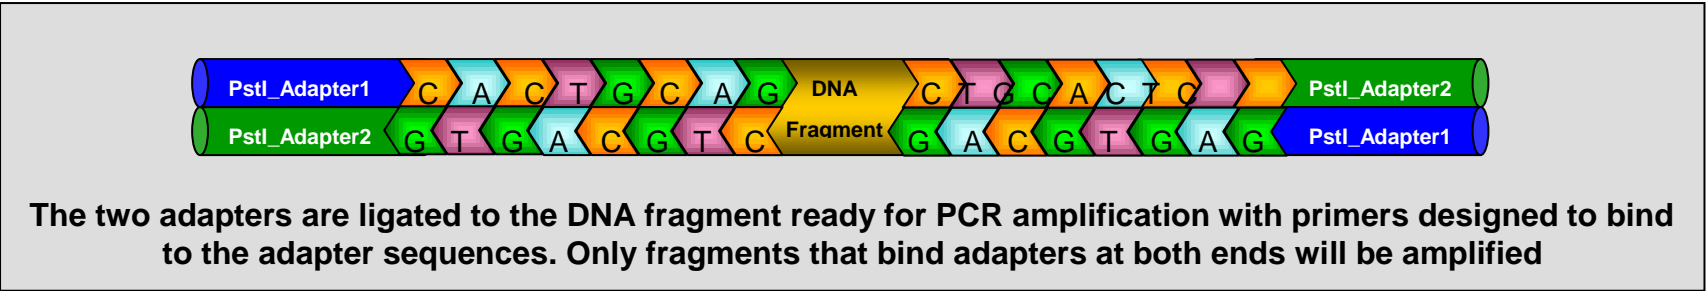 PstI_Adapter1 C A C T G C A G DNA C T G C A C T C PstI_Adapter2
PstI_Adapter2 G T G A C G T C Fragment G A C G T G A G PstI_Adapter1
The two adapters are ligated to the DNA fragment ready for PCR amplification with primers designed to bind
to the adapter sequences. Only fragments that bind adapters at both ends will be amplified